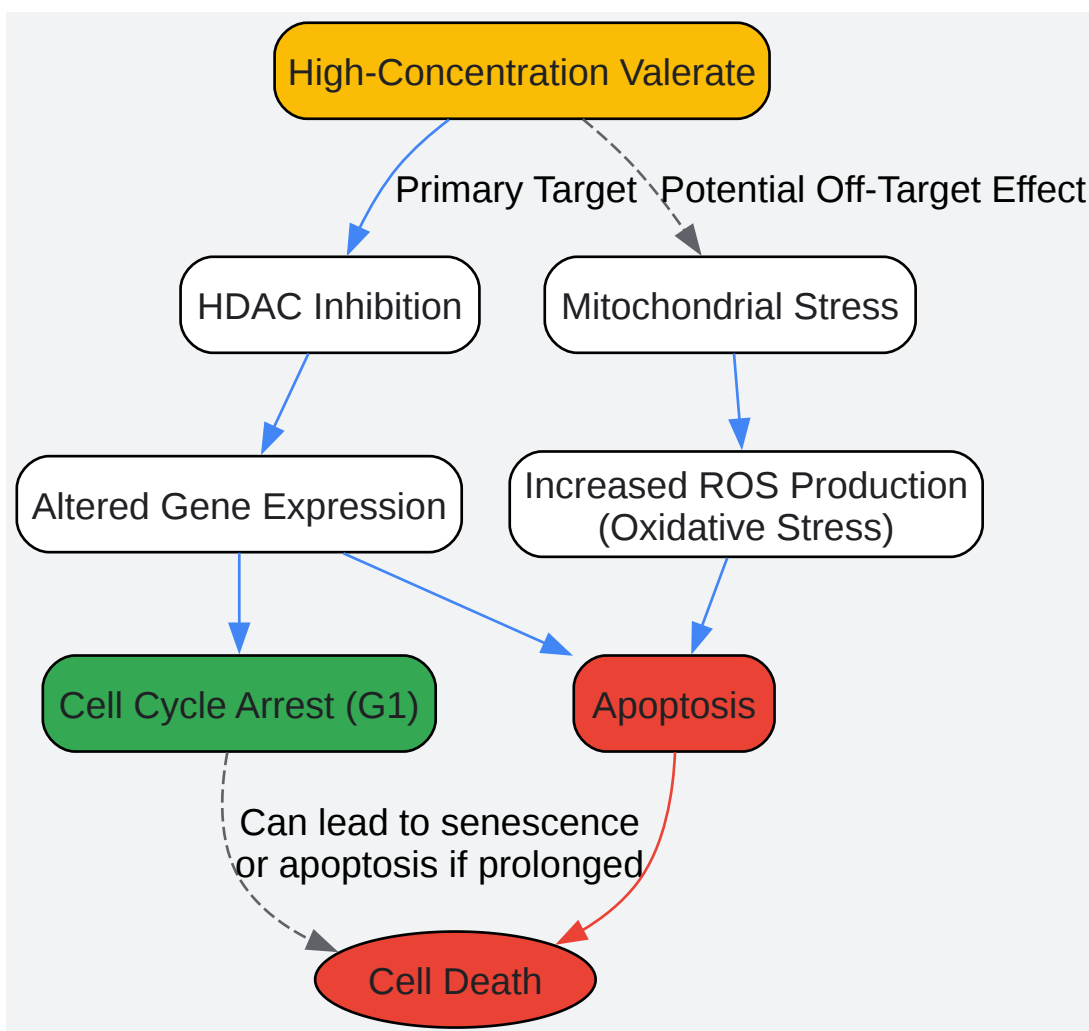 High-Concentration Valerate
Primary Target
Potential Off-Target Effect
HDAC Inhibition
Mitochondrial Stress
Altered Gene Expression
Increased ROS Production
(Oxidative Stress)
Cell Cycle Arrest (G1)
Apoptosis
Can lead to senescence
or apoptosis if prolonged
Cell Death